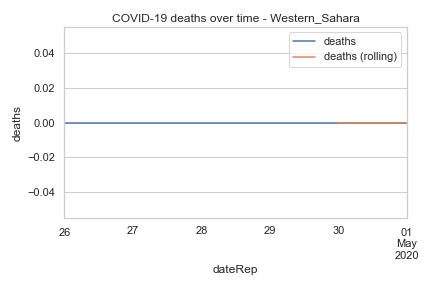 COVID-19 deaths over time - Western_Sahara
deaths
deaths (rolling)
0.04
0.02
0.00
−0.02
−0.04
deaths
26
27
28
29
30
01
May
2020
dateRep